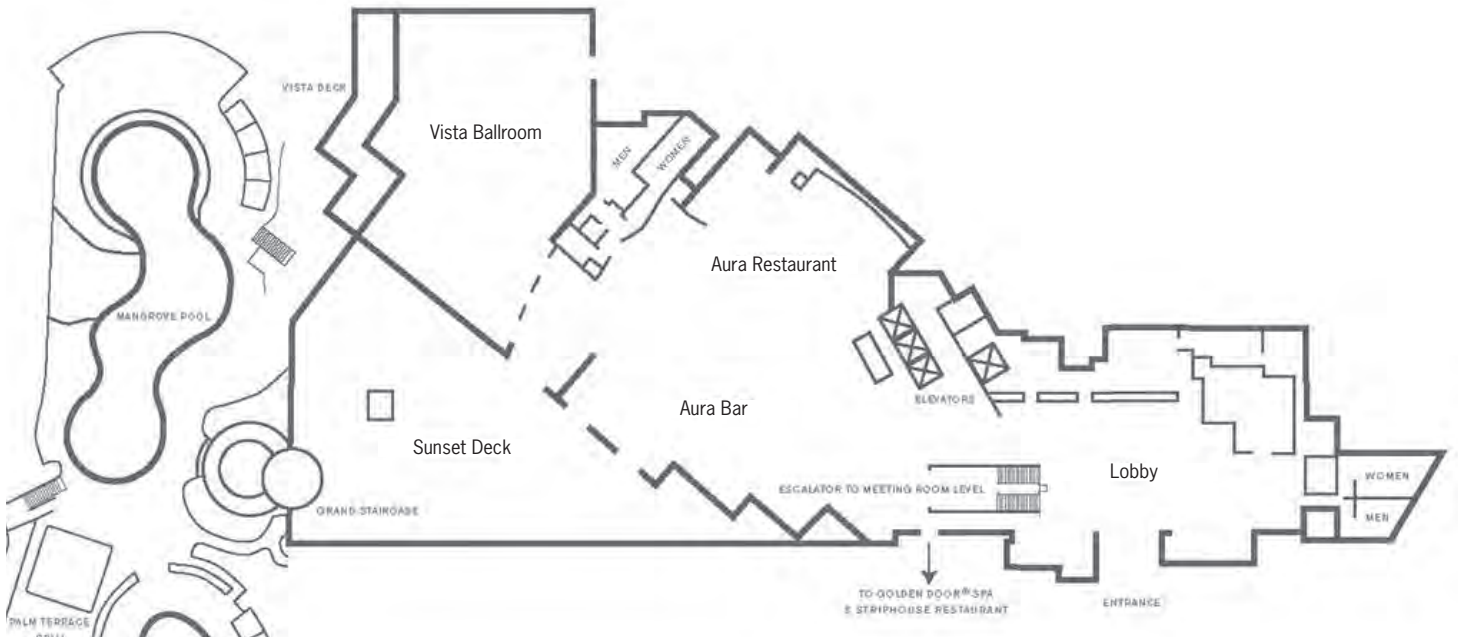 VISTA DECK
Vista Ballroom
MEN
WOMEN
Aura Restaurant
MANGROVE POOL
ELEVATORS
Aura Bar
Sunset Deck
Lobby
ESCALATOR TO MEETING ROOM LEVEL
WOMEN
MEN
GRAND STAIRCASE
TO GOLDEN DOOR® SPA
& STRIPHOUSE RESTAURANT
ENTRANCE
PALM TERRACE